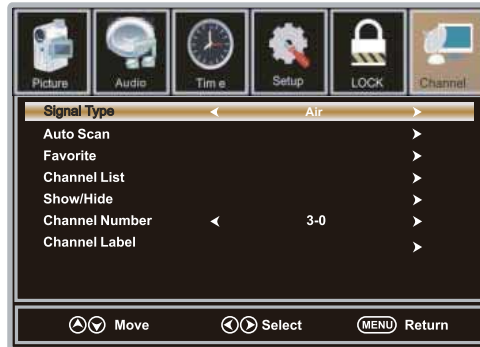 Picture Audio Tim e Setup LOCK Channel
Signal Type Air
Auto Scan
Favorite
Channel List
Show/Hide
Channel Number 3-0
Channel Label
Move Select MENU Return